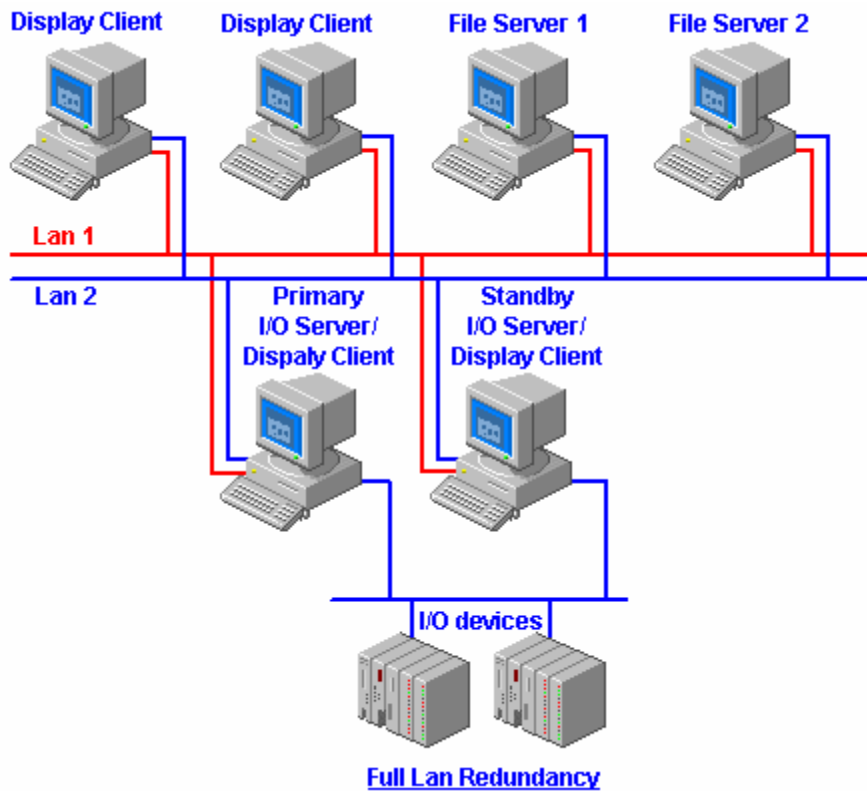 Display Client
Display Client
File Server 1
File Server 2
Lan 1
Lan 2
Primary
I/O Server/
Dispaly Client
Standby
I/O Server/
Display Client
I/O devices
Full Lan Redundancy